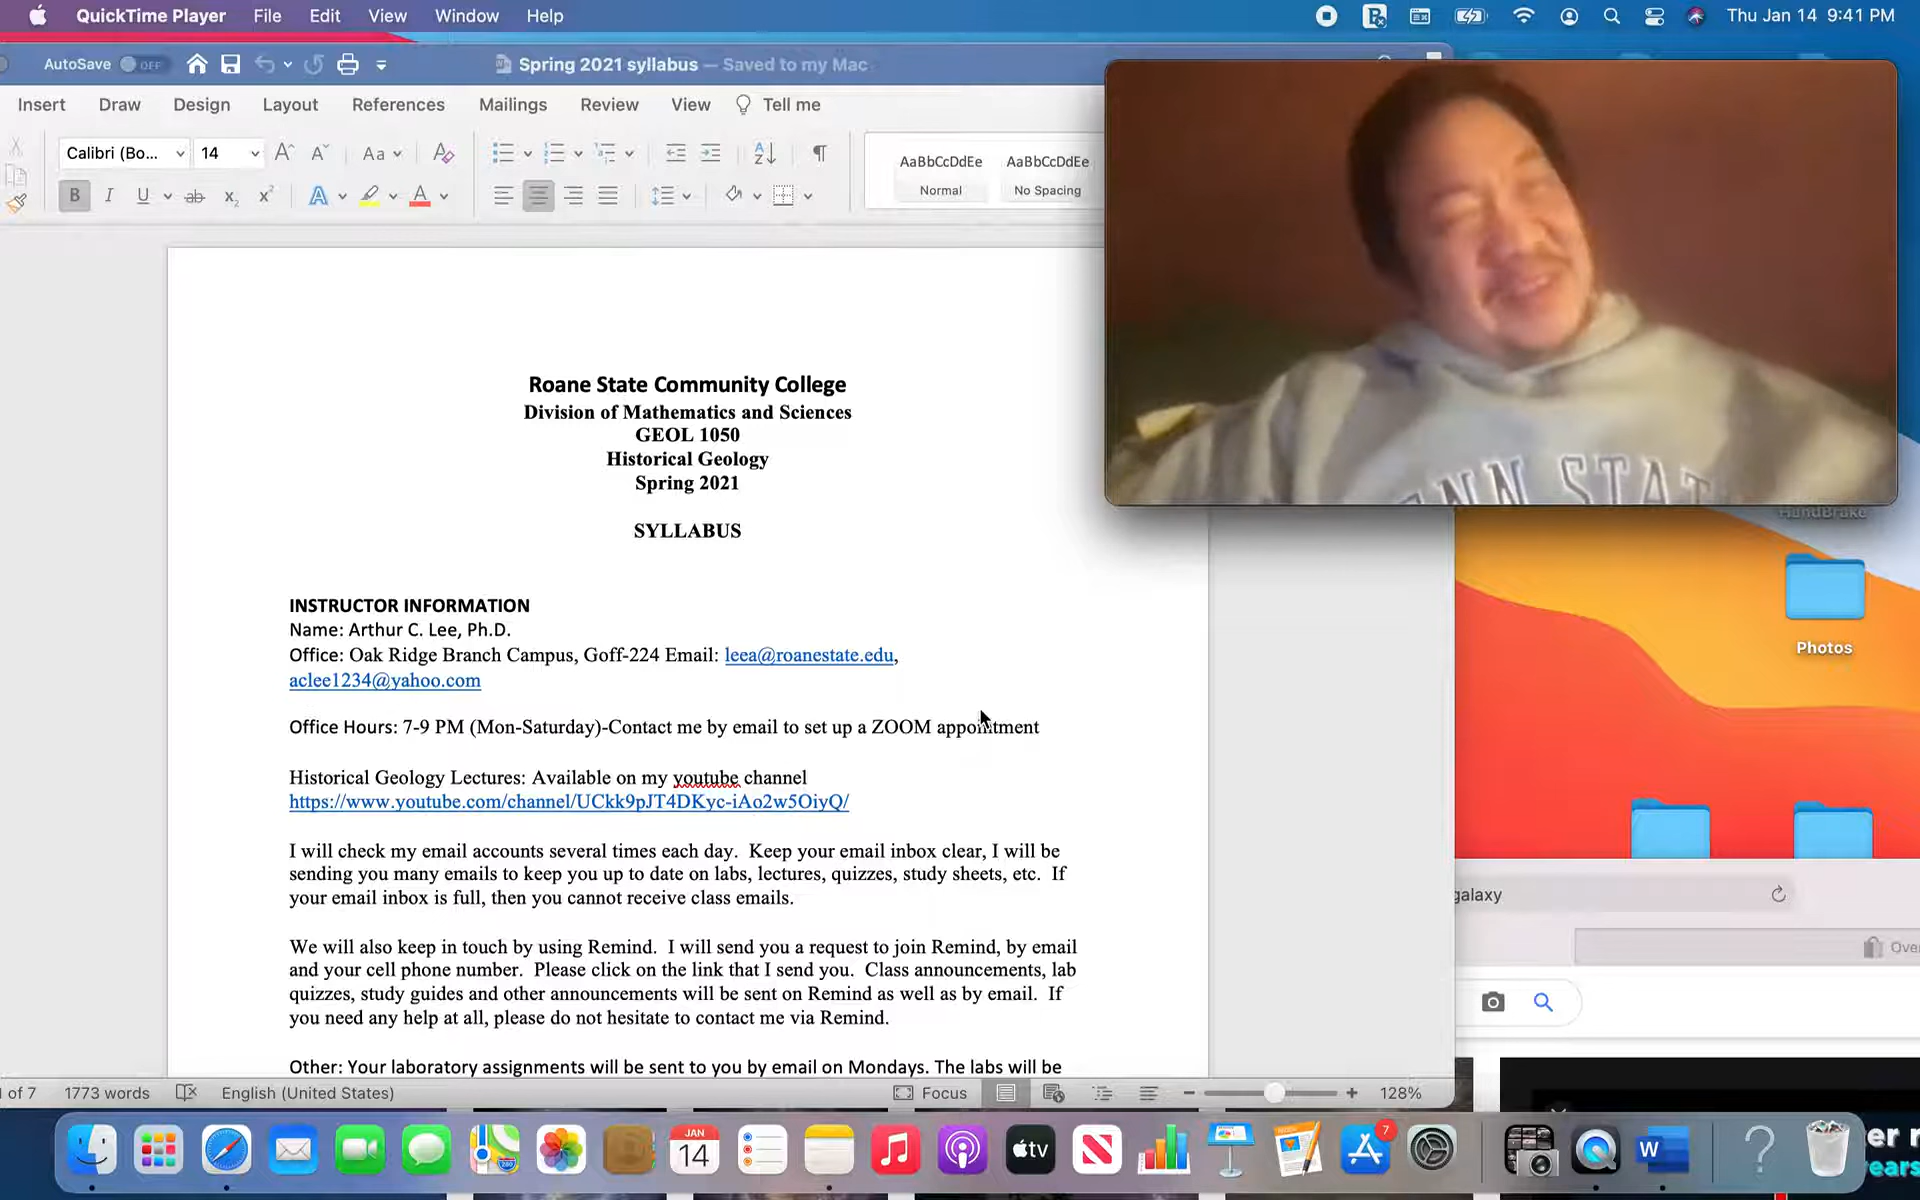 QuickTime Player File Edit View Window Help
Thu Jan 14 9:41 PM
AutoSave OFF
Spring 2021 syllabus — Saved to my Mac
Insert Draw Design Layout References Mailings Review View Tell me
Calibri (Bo... 14
AaBbCcDdEe AaBbCcDdEe
Normal No Spacing
PENN STATE
HandBrake
Photos
Roane State Community College
Division of Mathematics and Sciences
GEOL 1050
Historical Geology
Spring 2021
SYLLABUS
INSTRUCTOR INFORMATION
Name: Arthur C. Lee, Ph.D.
Office: Oak Ridge Branch Campus, Goff-224 Email: leea@roanestate.edu,
aclee1234@yahoo.com
Office Hours: 7-9 PM (Mon-Saturday)-Contact me by email to set up a ZOOM appointment
Historical Geology Lectures: Available on my youtube channel
https://www.youtube.com/channel/UCkk9pJT4DKyc-iAo2w5OiyQ/
I will check my email accounts several times each day. Keep your email inbox clear, I will be
sending you many emails to keep you up to date on labs, lectures, quizzes, study sheets, etc. If
your email inbox is full, then you cannot receive class emails.
We will also keep in touch by using Remind. I will send you a request to join Remind, by email
and your cell phone number. Please click on the link that I send you. Class announcements, lab
quizzes, study guides and other announcements will be sent on Remind as well as by email. If
you need any help at all, please do not hesitate to contact me via Remind.
Other: Your laboratory assignments will be sent to you by email on Mondays. The labs will be
galaxy
Over
of 7 1773 words English (United States) Focus 128%
JAN
14
tv
7
W
er
ears